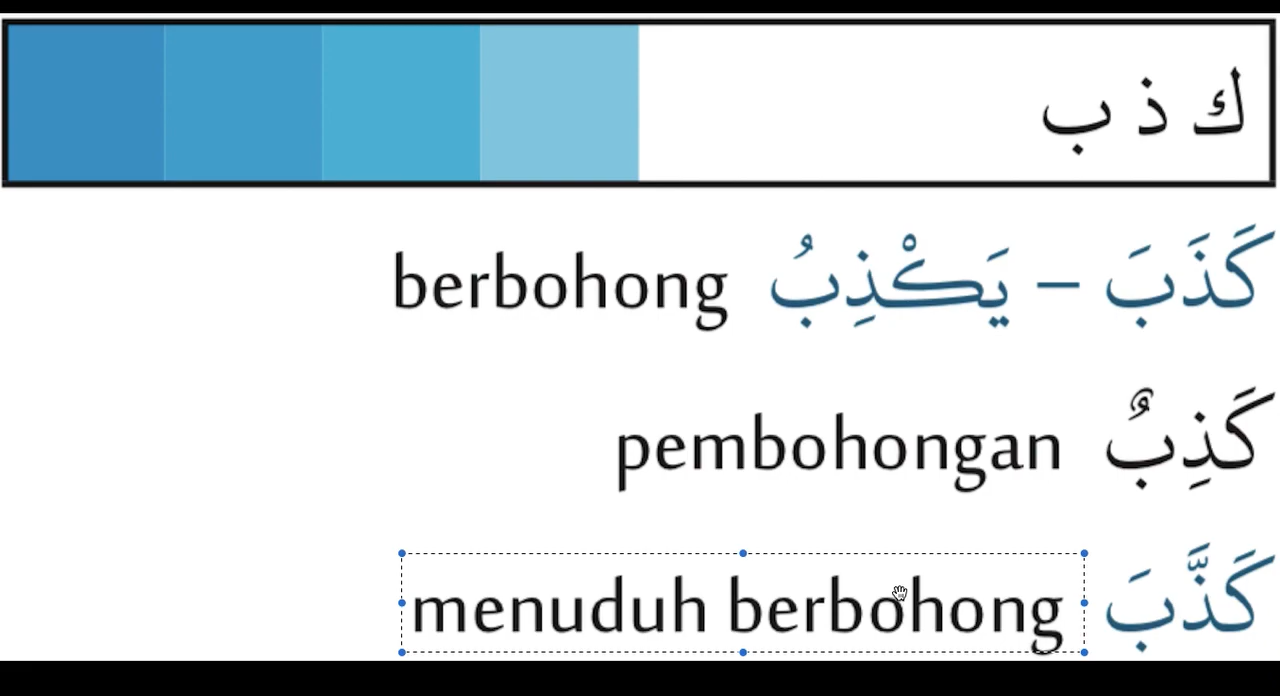 ك ذ ب
كَذَبَ – يَكْذِبُ berbohong
كَذِبٌ pembohongan
كَذَّبَ menuduh berbohong